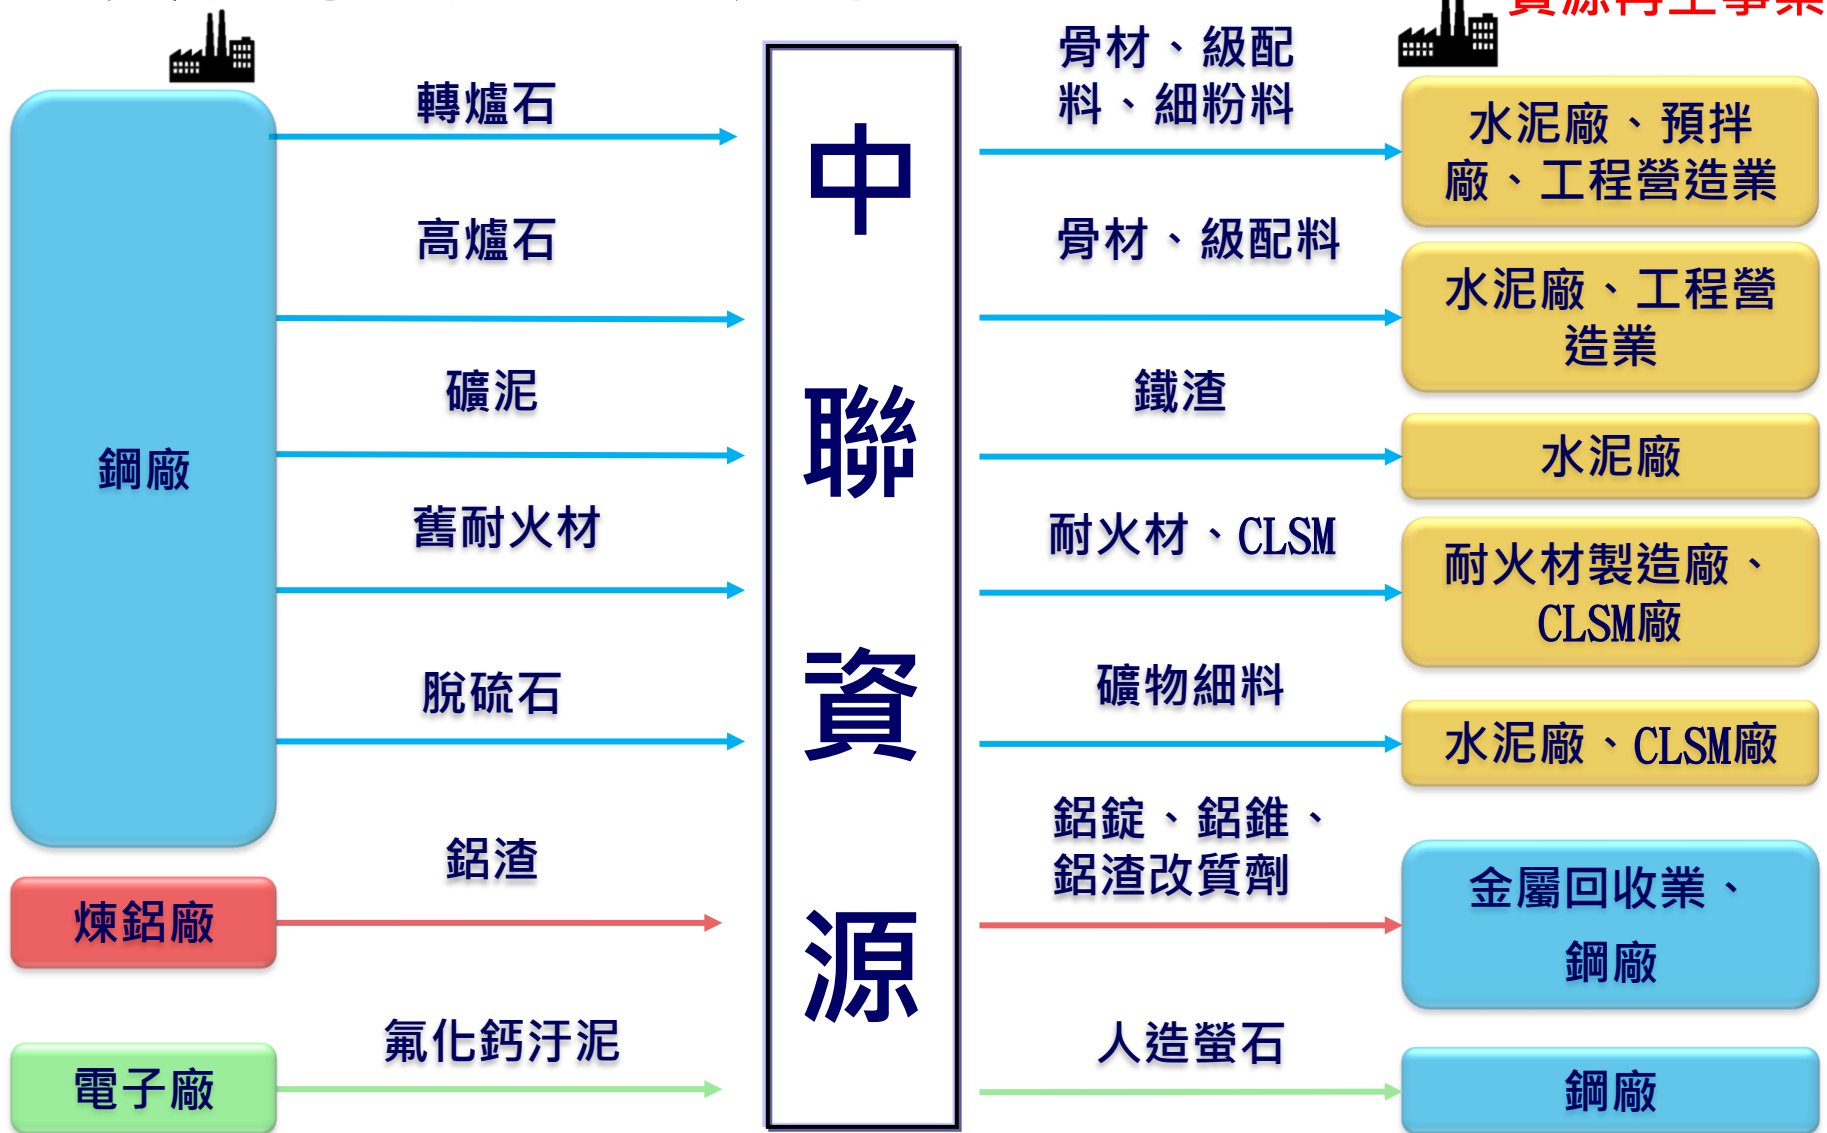 資源再生事業
鋼廠
轉爐石
高爐石
礦泥
舊耐火材
脫硫石
煉鋁廠
鋁渣
電子廠
氟化鈣汙泥
中
聯
資
源
骨材、級配
料、細粉料
水泥廠、預拌
廠、工程營造業
骨材、級配料
水泥廠、工程營
造業
鐵渣
水泥廠
耐火材、CLSM
耐火材製造廠、
CLSM廠
礦物細料
水泥廠、CLSM廠
鋁錠、鋁錐、
鋁渣改質劑
金屬回收業、
鋼廠
人造螢石
鋼廠